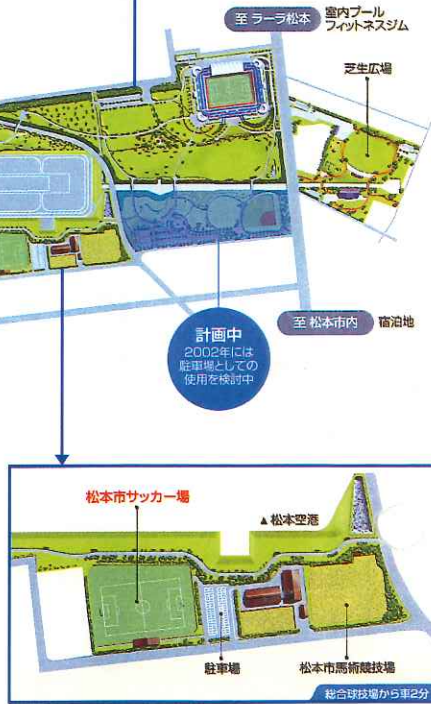 至 ラーラ松本
室内プール
フィットネスジム
芝生広場
至 松本市内
宿泊地
計画中
2002年には
駐車場としての
使用を検討中
松本市サッカー場
▲松本空港
駐車場
松本市馬術競技場
総合球技場から車2分